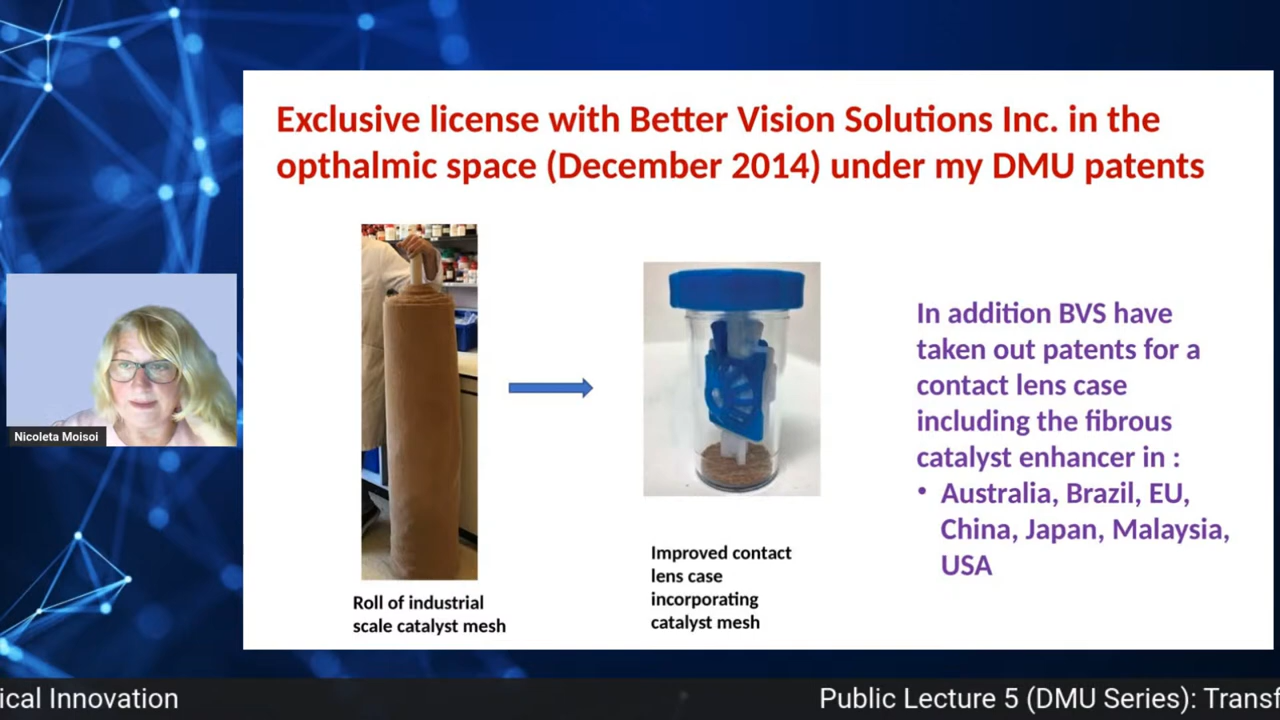 Exclusive license with Better Vision Solutions Inc. in the
opthalmic space (December 2014) under my DMU patents
In addition BVS have
taken out patents for a
contact lens case
including the fibrous
catalyst enhancer in :
• Australia, Brazil, EU,
China, Japan, Malaysia,
USA
Nicoleta Moisoi
Improved contact
lens case
incorporating
catalyst mesh
Roll of industrial
scale catalyst mesh
ical Innovation
Public Lecture 5 (DMU Series): Transf